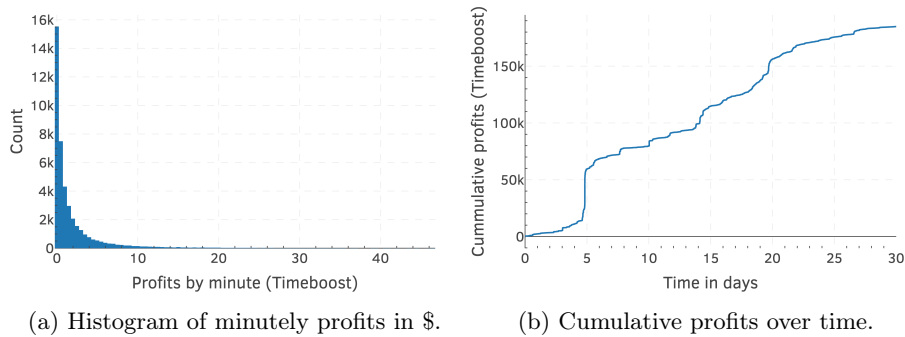 16k
14k
12k
10k
8k
6k
4k
2k
0
Count
0
10
20
30
40
Profits by minute (Timeboost)
(a) Histogram of minutely profits in $.
150k
100k
50k
0
Cummulative profits (Timeboost)
0
5
10
15
20
25
30
Time in days
(b) Cumulative profits over time.